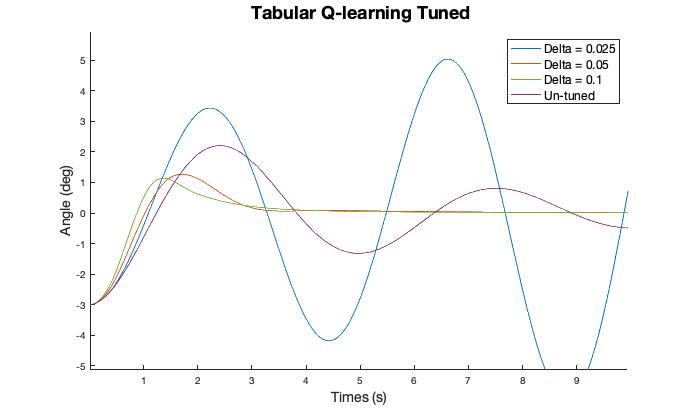 Tabular Q-learning Tuned
Delta = 0.025
Delta = 0.05
Delta = 0.1
Un-tuned
Angle (deg)
5
4
3
2
1
0
-1
-2
-3
-4
-5
1 2 3 4 5 6 7 8 9
Times (s)